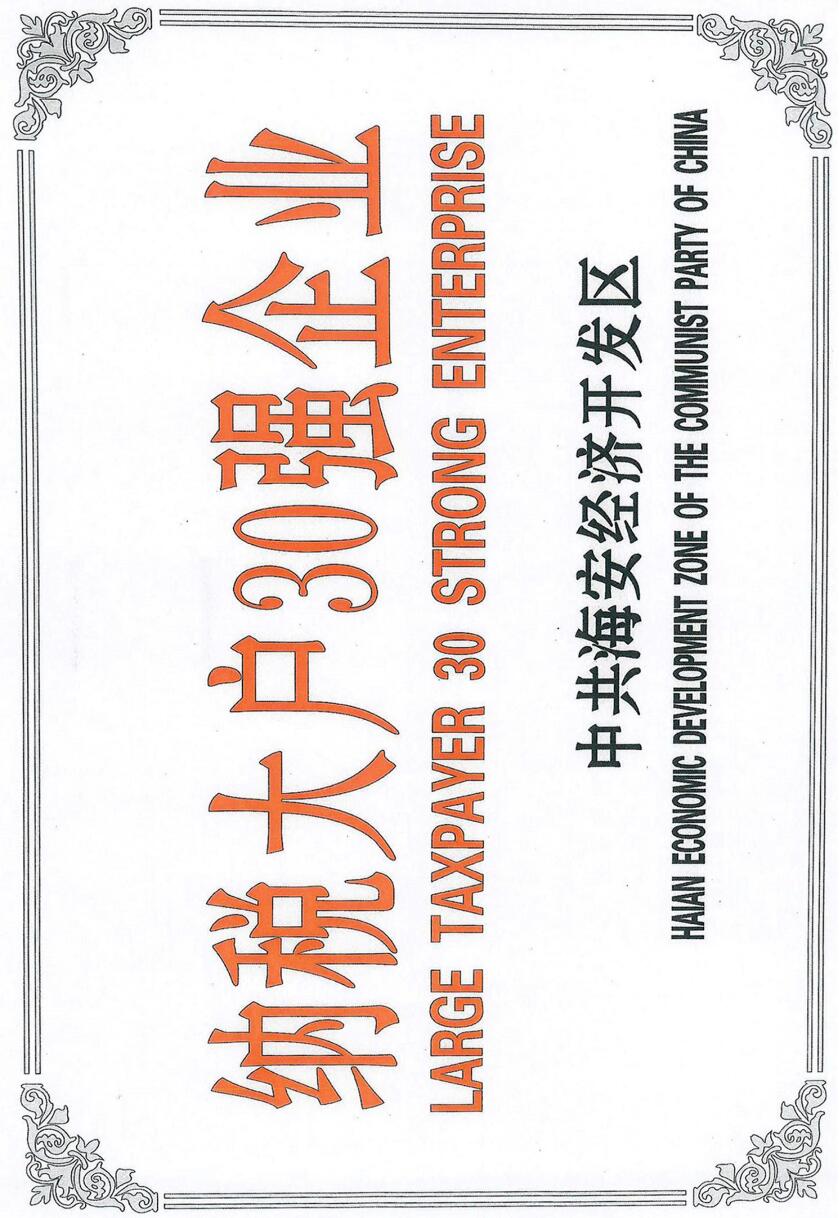 纳税大户30强企业
LARGE TAXPAYER 30 STRONG ENTERPRISE
中共海安经济开发区
HAIAN ECONOMIC DEVELOPMENT ZONE OF THE COMMUNIST PARTY OF CHINA